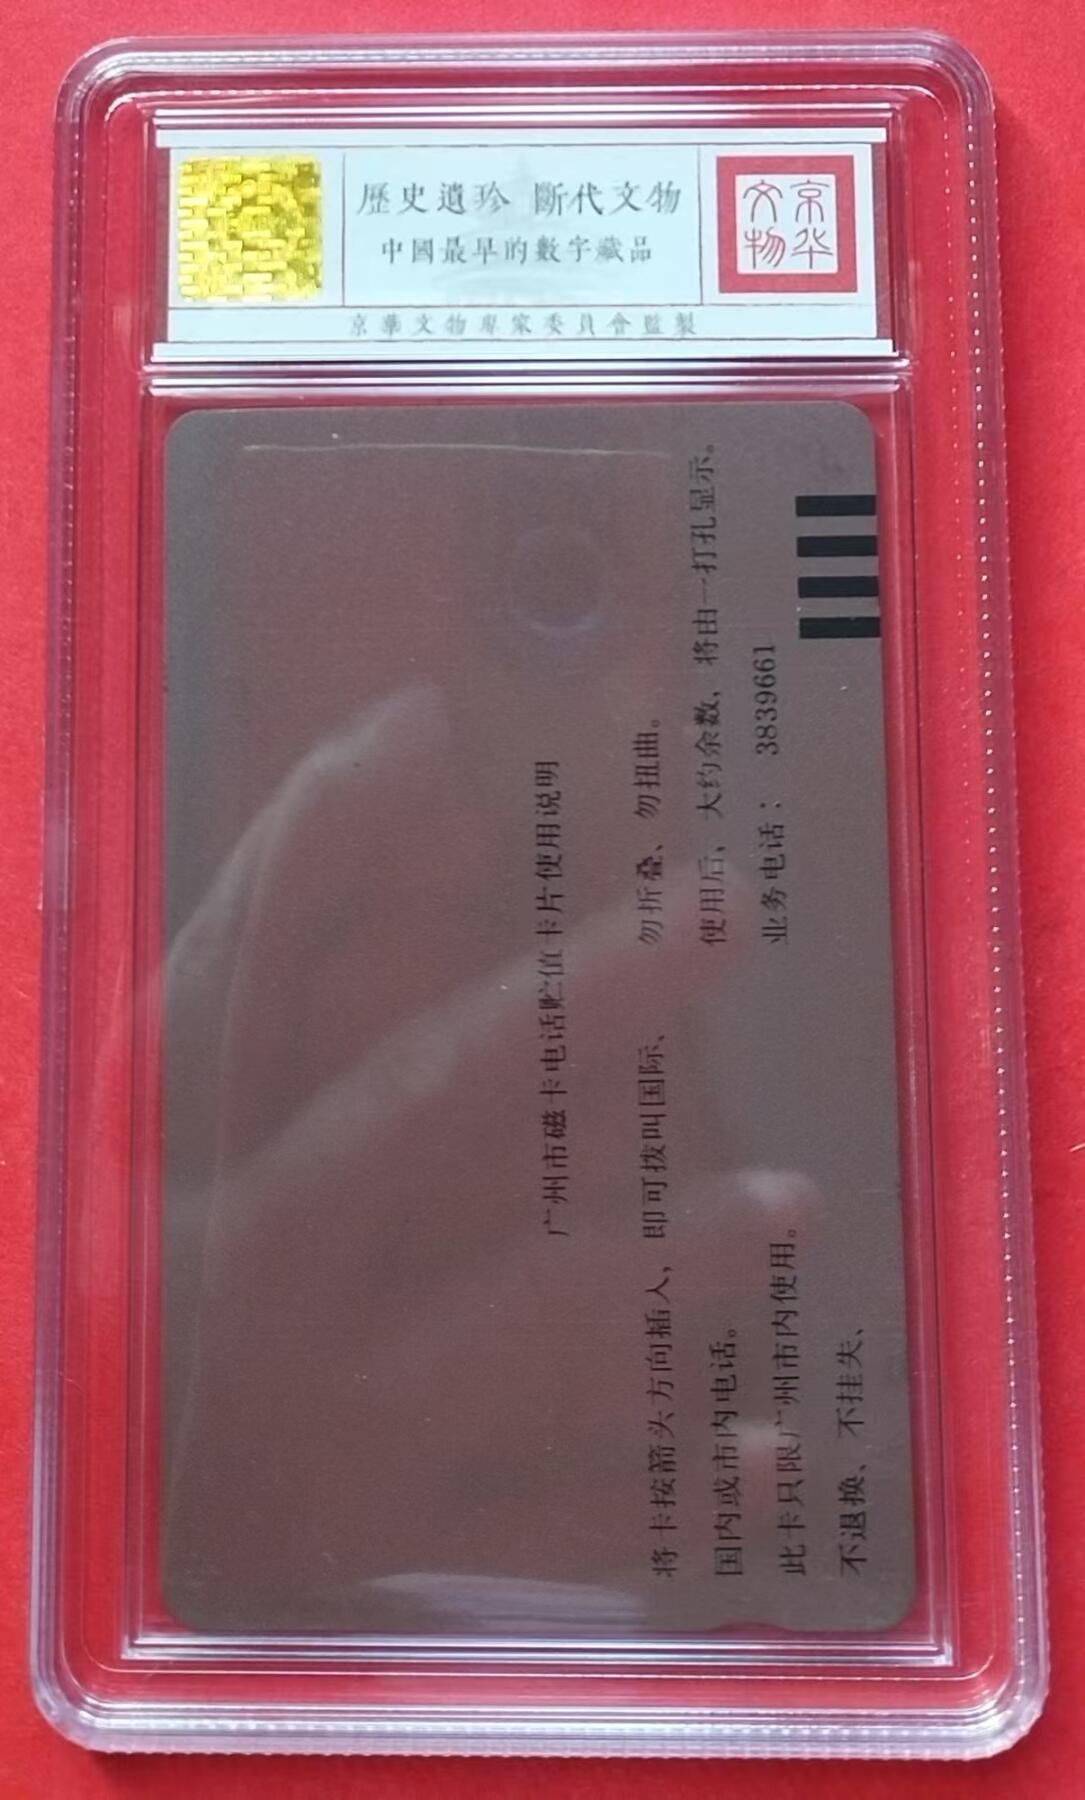 歷史遺珍 斷代文物
中國最早的數字藏品
京华
文物
京華文物專家委員會監製
广州市磁卡电话贮值卡片使用说明
将卡按箭头方向插入，即可拨叫国际、
国内或市内电话。
此卡只限广州市内使用。
不退换、不挂失、
勿折叠、勿扭曲。
使用后、大约余数，将由一打孔显示。
业务电话： 3839661